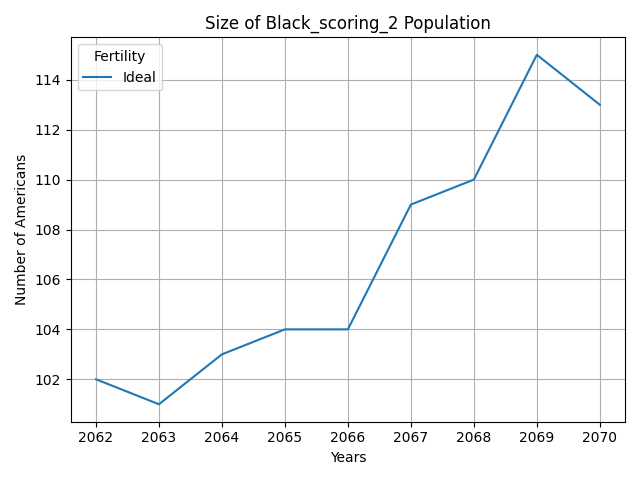 Size of Black_scoring_2 Population
Fertility
Ideal
Number of Americans
114
112
110
108
106
104
102
2062 2063 2064 2065 2066 2067 2068 2069 2070
Years